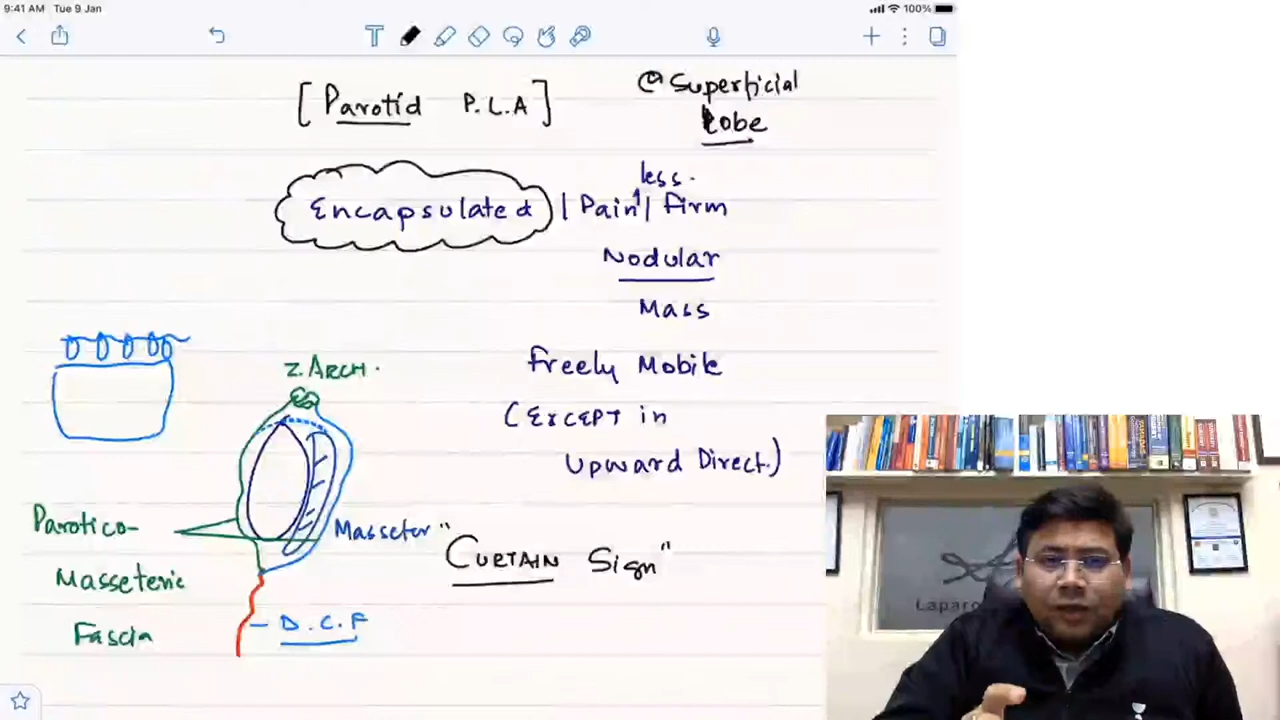 9:41 AM Tue 9 Jan
100%
[Parotid P.L.A]
@ Superficial
Lobe
less.
Encapsulated | Pain | firm
Nodular
Mass
Z. ARCH.
freely Mobile
(EXCEPT in
upward Direct.)
Parotico-
Masseter
"CURTAIN Sign"
Masseteric
D.C.F
Fascia
Laparo